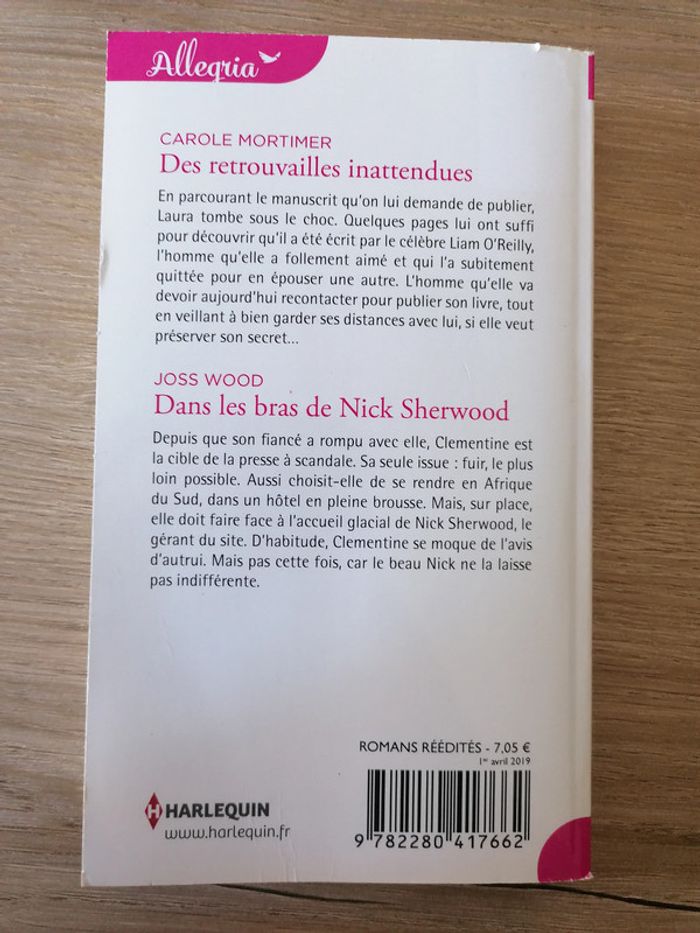 Allegria
CAROLE MORTIMER
Des retrouvailles inattendues
En parcourant le manuscrit qu'on lui demande de publier,
Laura tombe sous le choc. Quelques pages lui ont suffi
pour découvrir qu'il a été écrit par le célèbre Liam O'Reilly,
l'homme qu'elle a follement aimé et qui l'a subitement
quittée pour en épouser une autre. L'homme qu'elle va
devoir aujourd'hui recontacter pour publier son livre, tout
en veillant à bien garder ses distances avec lui, si elle veut
préserver son secret...
JOSS WOOD
Dans les bras de Nick Sherwood
Depuis que son fiancé a rompu avec elle, Clementine est
la cible de la presse à scandale. Sa seule issue : fuir, le plus
loin possible. Aussi choisit-elle de se rendre en Afrique
du Sud, dans un hôtel en pleine brousse. Mais, sur place,
elle doit faire face à l'accueil glacial de Nick Sherwood, le
gérant du site. D'habitude, Clementine se moque de l'avis
d'autrui. Mais pas cette fois, car le beau Nick ne la laisse
pas indifférente.
ROMANS RÉÉDITÉS - 7,05 €
1er avril 2019
H HARLEQUIN
www.harlequin.fr
9 782280 417662